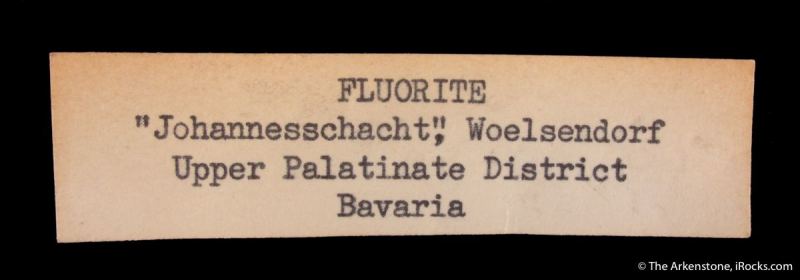 FLUORITE
"Johannesschacht", Woelsendorf
Upper Palatinate District
Bavaria
© The Arkenstone, iRocks.com